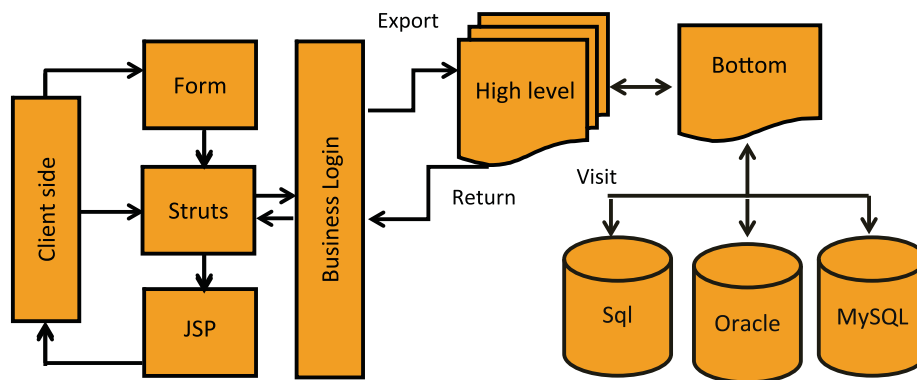 Client side
Form
Struts
JSP
Business Login
Export
High level
Return
Bottom
Visit
Sql
Oracle
MySQL